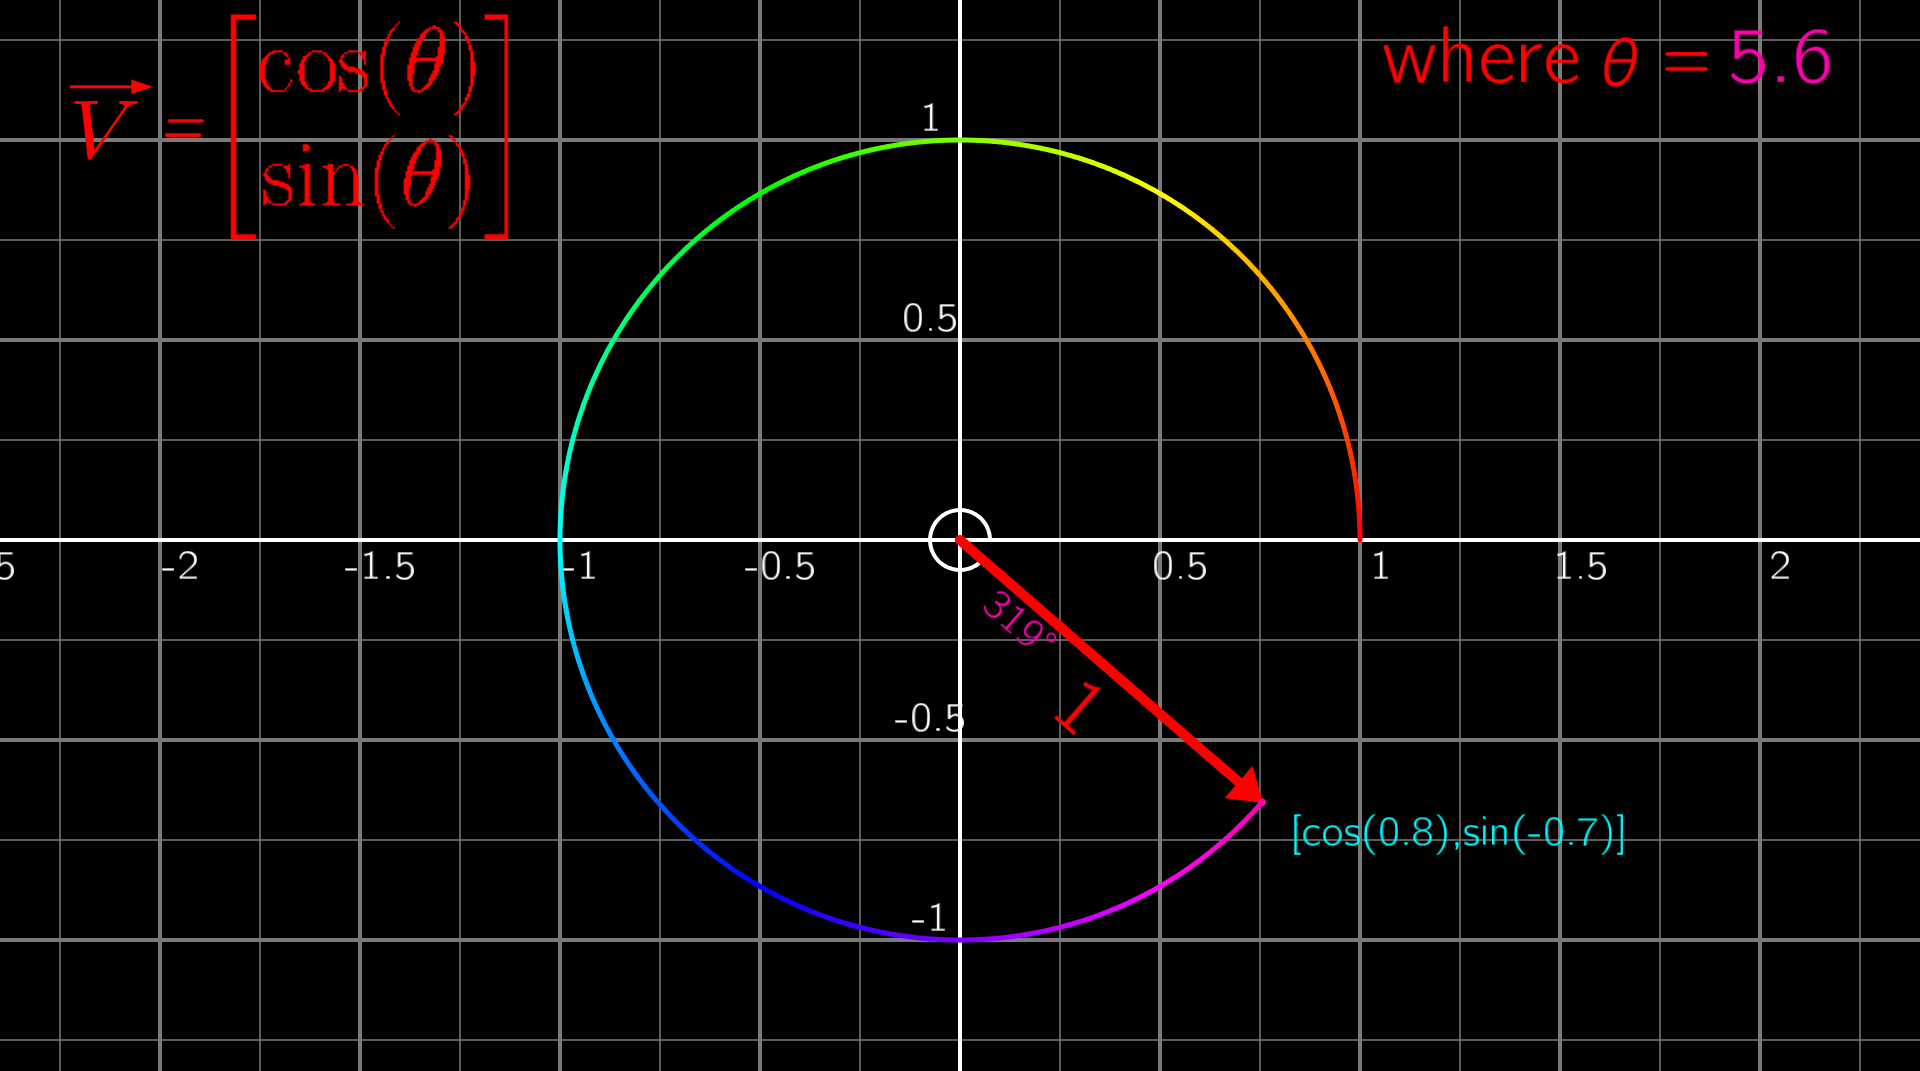 V = [cos(θ)
sin(θ)]
where θ = 5.6
1
0.5
5 -2 -1.5 -1 -0.5 0.5 1 1.5 2
319°
1
-0.5
[cos(0.8),sin(-0.7)]
-1